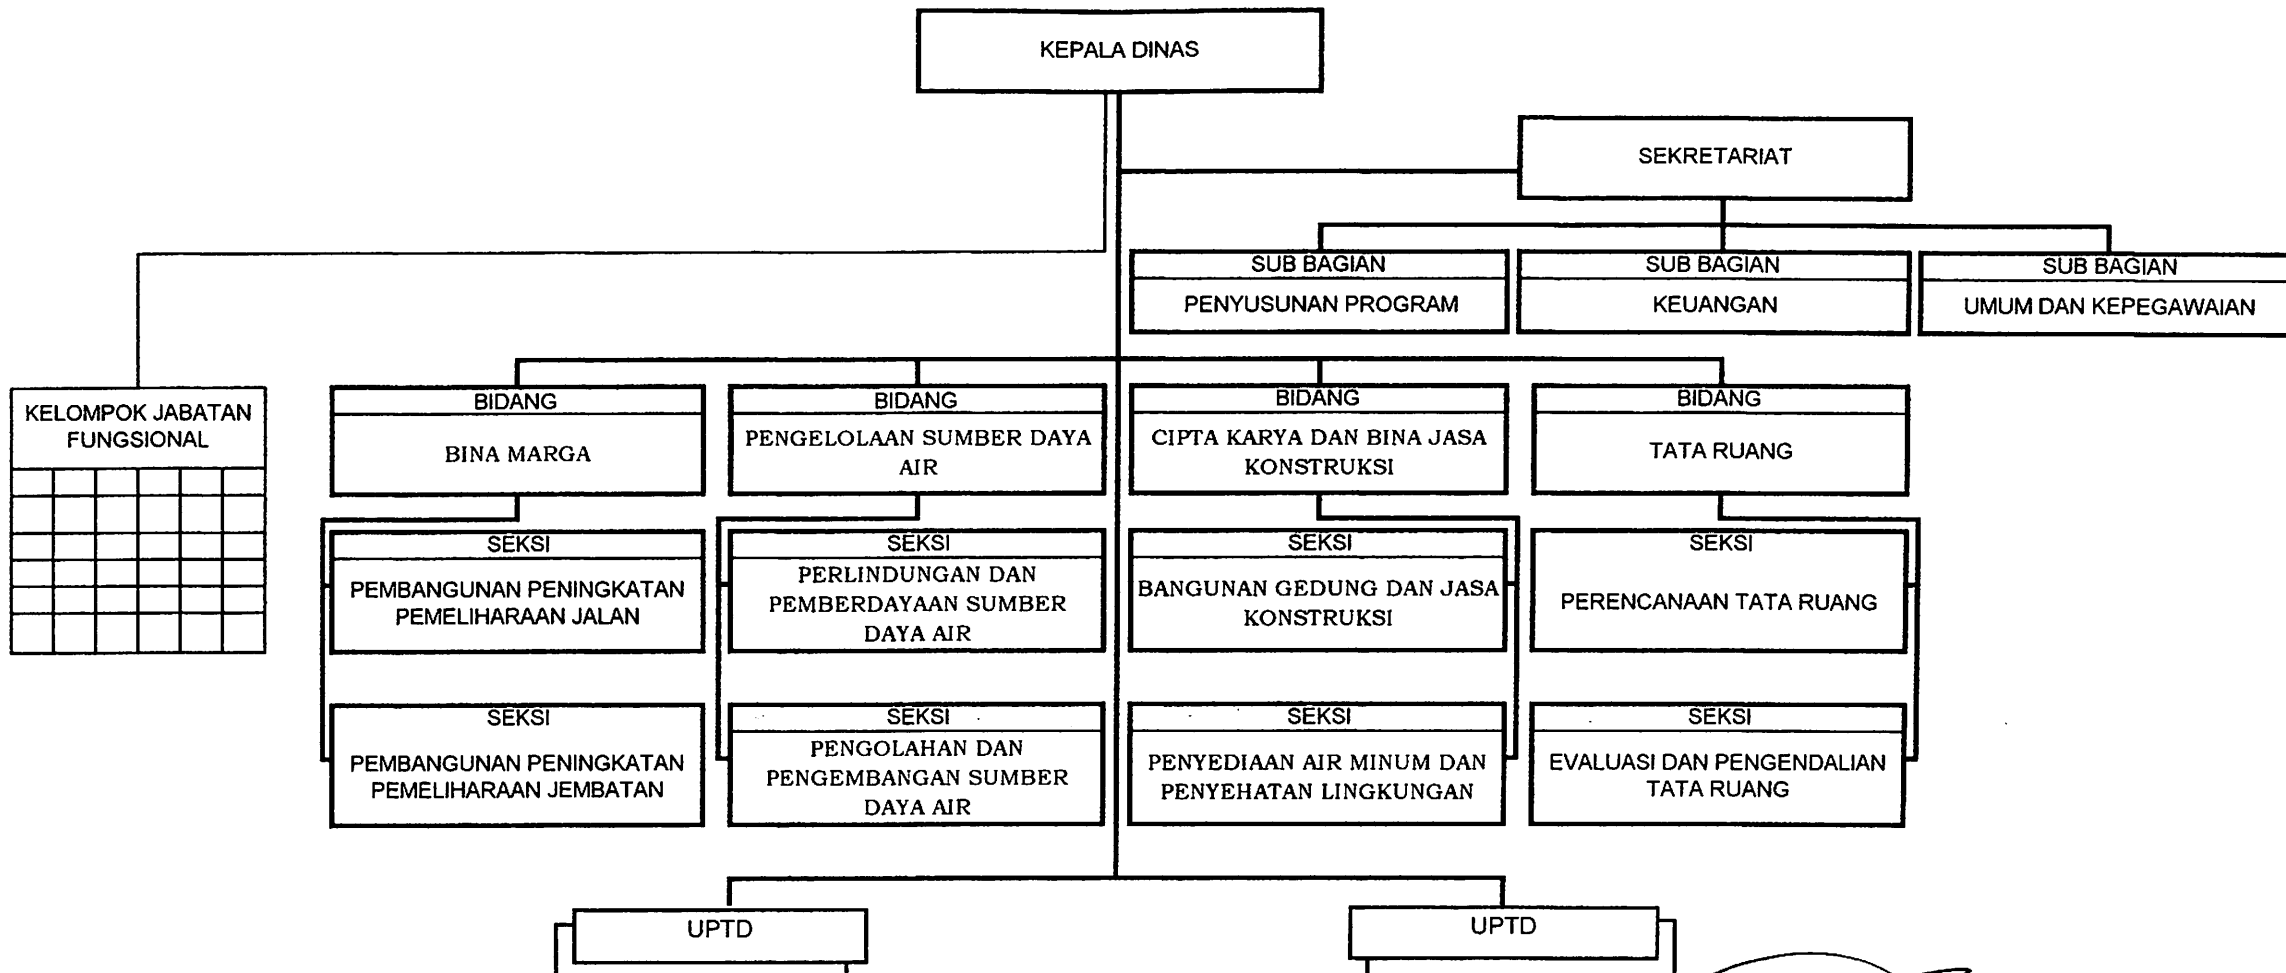 KEPALA DINAS
SEKRETARIAT
SUB BAGIAN
PENYUSUNAN PROGRAM
SUB BAGIAN
KEUANGAN
SUB BAGIAN
UMUM DAN KEPEGAWAIAN
KELOMPOK JABATAN
FUNGSIONAL
BIDANG
BINA MARGA
BIDANG
PENGELOLAAN SUMBER DAYA
AIR
BIDANG
CIPTA KARYA DAN BINA JASA
KONSTRUKSI
BIDANG
TATA RUANG
SEKSI
PEMBANGUNAN PENINGKATAN
PEMELIHARAAN JALAN
SEKSI
PERLINDUNGAN DAN
PEMBERDAYAAN SUMBER
DAYA AIR
SEKSI
BANGUNAN GEDUNG DAN JASA
KONSTRUKSI
SEKSI
PERENCANAAN TATA RUANG
SEKSI
PEMBANGUNAN PENINGKATAN
PEMELIHARAAN JEMBATAN
SEKSI
PENGOLAHAN DAN
PENGEMBANGAN SUMBER
DAYA AIR
SEKSI
PENYEDIAAN AIR MINUM DAN
PENYEHATAN LINGKUNGAN
SEKSI
EVALUASI DAN PENGENDALIAN
TATA RUANG
UPTD
UPTD